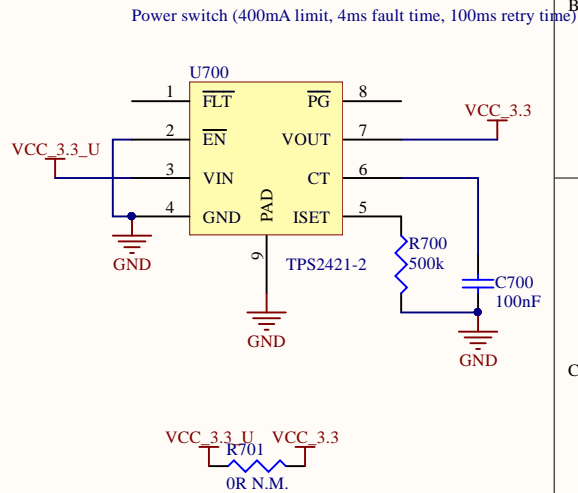 Power switch (400mA limit, 4ms fault time, 100ms retry time)
B
U700
1 FLT PG 8
2 EN VOUT 7
VCC_3.3
VCC_3.3_U
3 VIN CT 6
4 GND ISET 5
PAD
9
GND
TPS2421-2
R700
500k
C700
100nF
GND
GND
C
VCC_3.3_U VCC_3.3
R701
0R N.M.